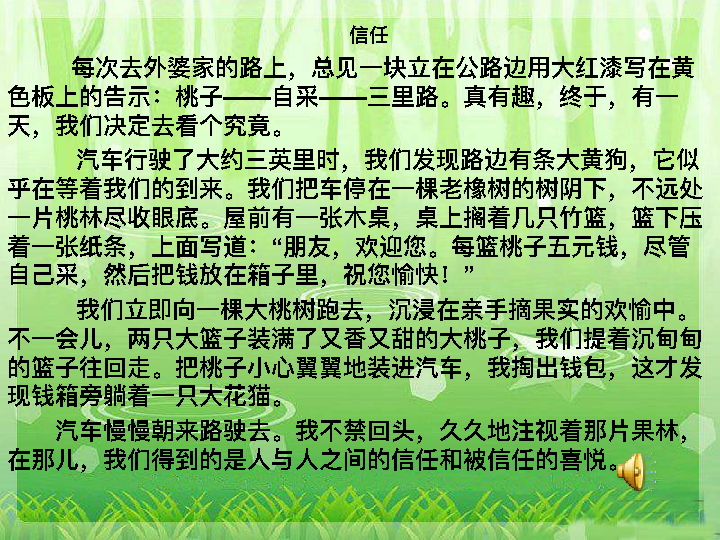 信任
每次去外婆家的路上，总见一块立在公路边用大红漆写在黄
色板上的告示：桃子——自采——三里路。真有趣，终于，有一
天，我们决定去看个究竟。
汽车行驶了大约三英里时，我们发现路边有条大黄狗，它似
乎在等着我们的到来。我们把车停在一棵老橡树的树阴下，不远处
一片桃林尽收眼底。屋前有一张木桌，桌上搁着几只竹篮，篮下压
着一张纸条，上面写道：“朋友，欢迎您。每篮桃子五元钱，尽管
自己采，然后把钱放在箱子里，祝您愉快！”
我们立即向一棵大桃树跑去，沉浸在亲手摘果实的欢愉中。
不一会儿，两只大篮子装满了又香又甜的大桃子，我们提着沉甸甸
的篮子往回走。把桃子小心翼翼地装进汽车，我掏出钱包，这才发
现钱箱旁躺着一只大花猫。
汽车慢慢朝来路驶去。我不禁回头，久久地注视着那片果林，
在那儿，我们得到的是人与人之间的信任和被信任的喜悦。